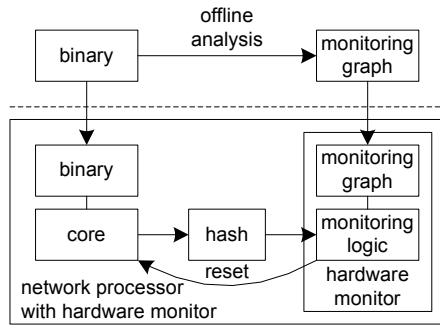 offline
analysis
binary
monitoring
graph
binary
monitoring
graph
core
hash
monitoring
logic
reset
hardware
monitor
network processor
with hardware monitor